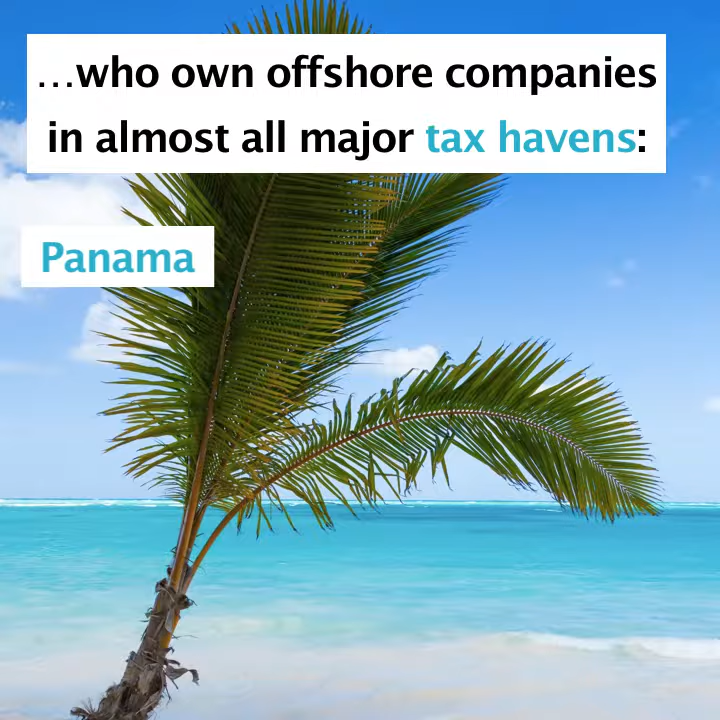 …who own offshore companies
in almost all major tax havens:
Panama